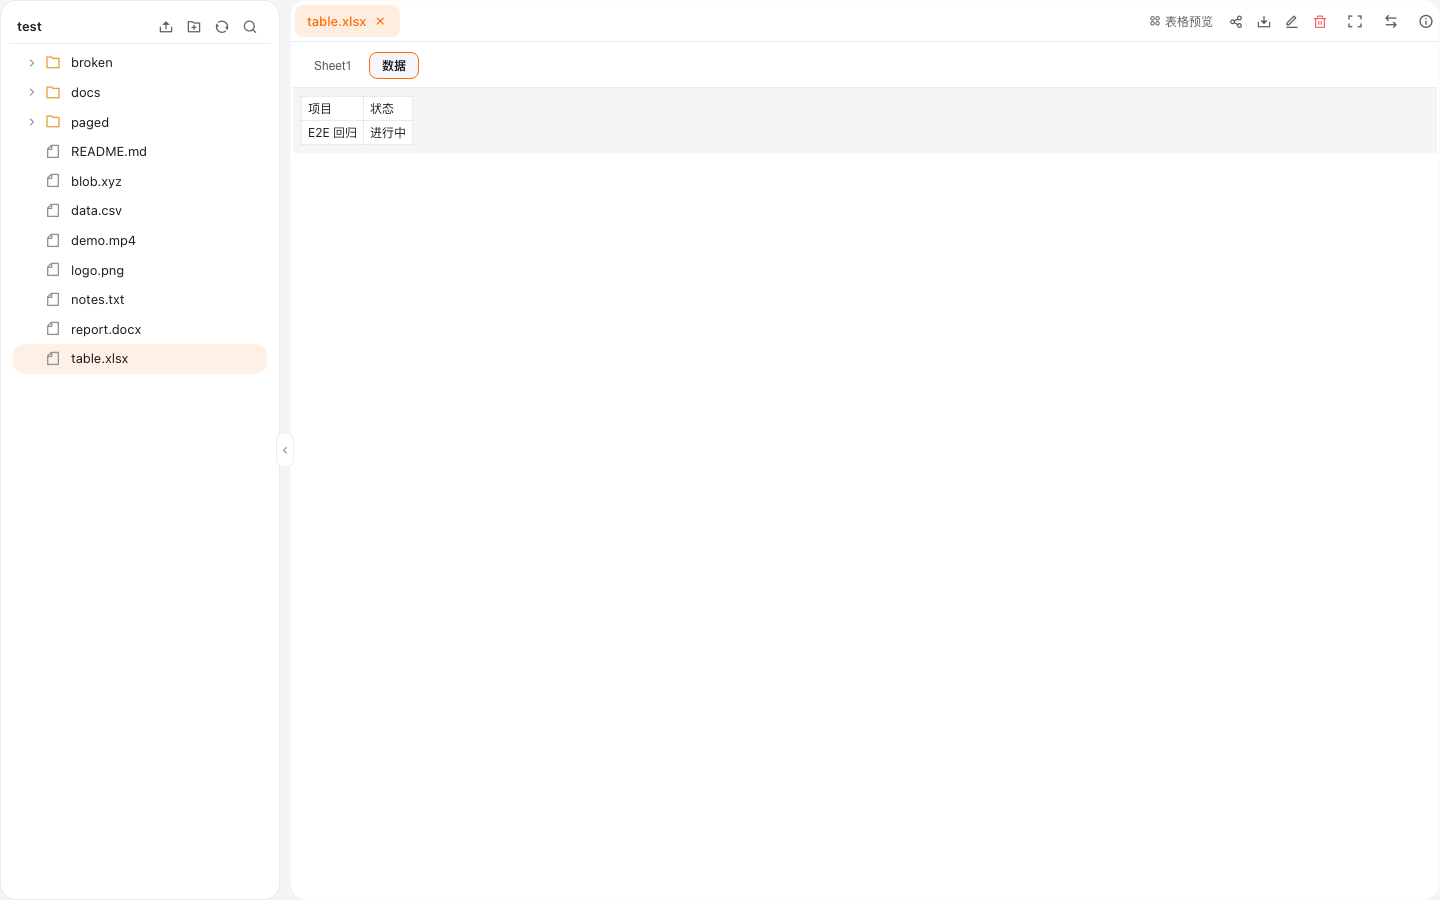 test
broken
docs
paged
README.md
blob.xyz
data.csv
demo.mp4
logo.png
notes.txt
report.docx
table.xlsx
table.xlsx
表格预览
Sheet1 数据
项目 状态
E2E 回归 进行中